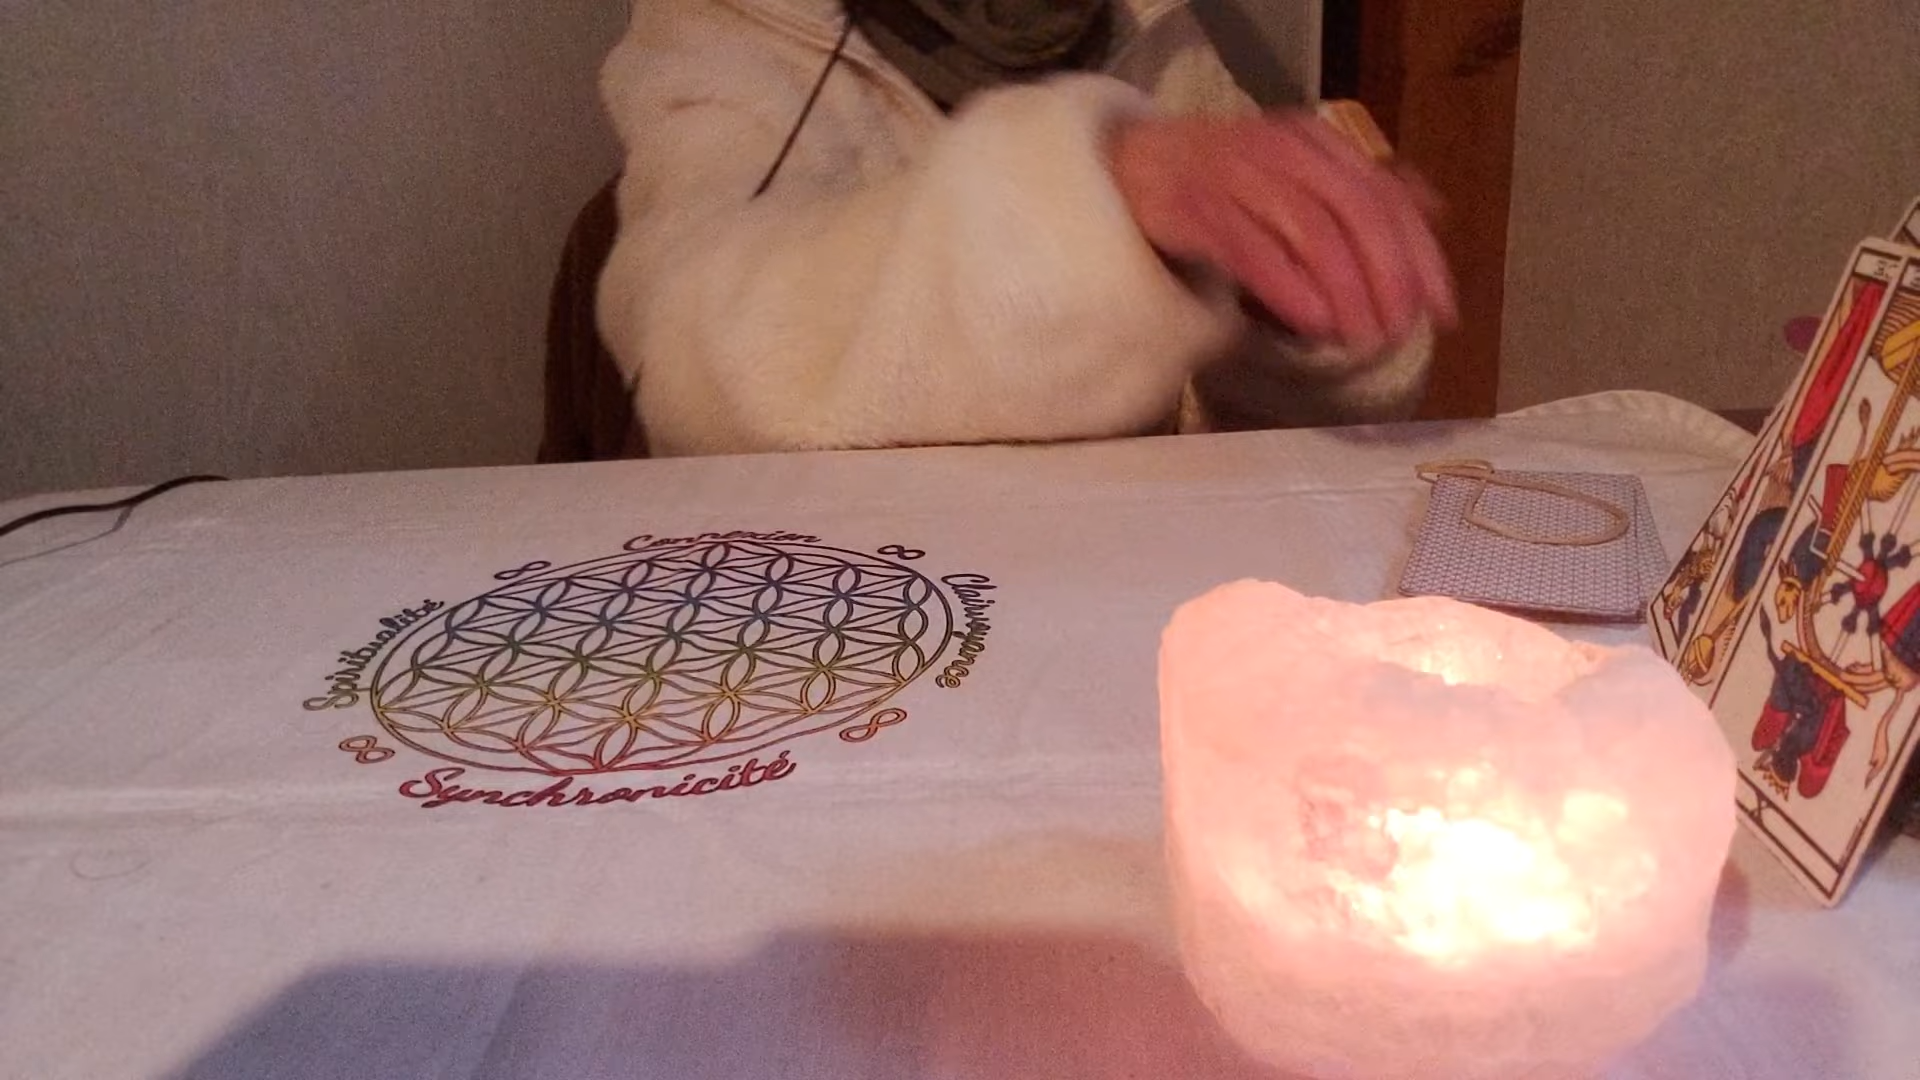 Connexion
Clairvoyance
Spiritualité
Synchronicité
X